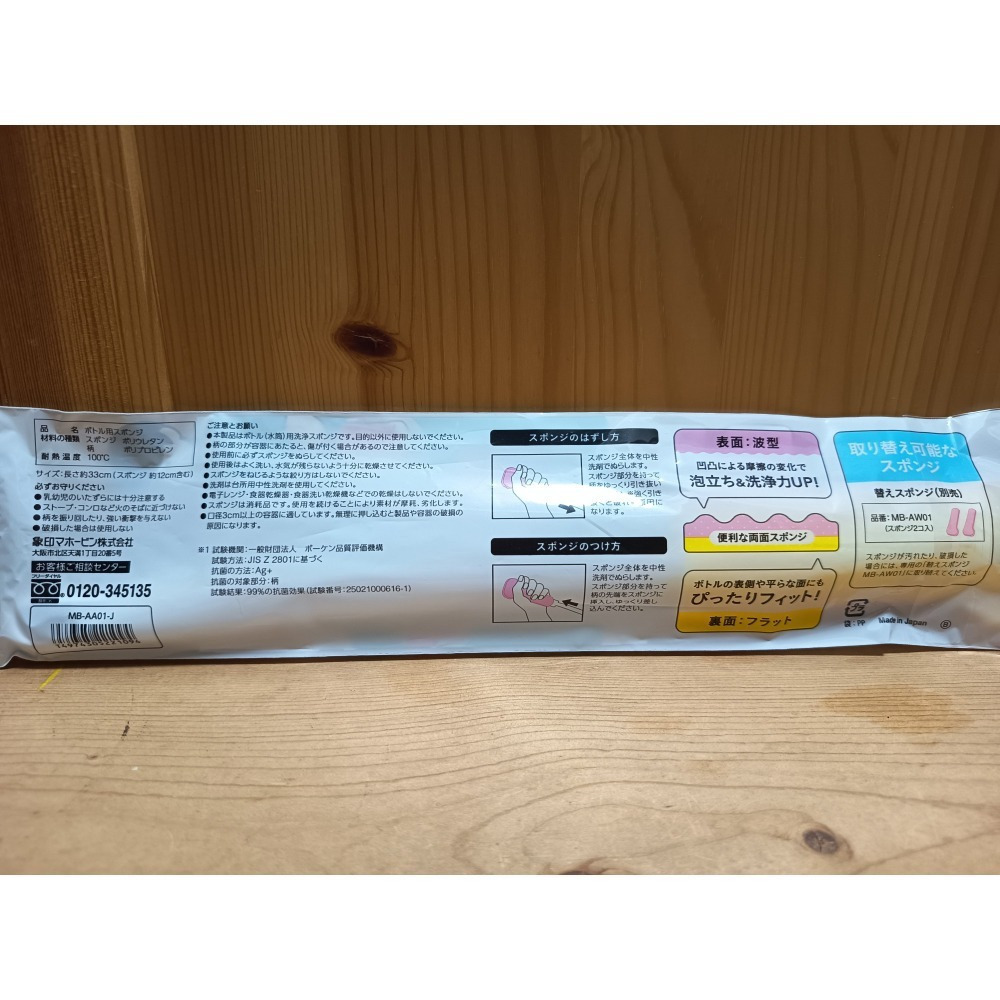 品 名 ボトル用スポンジ
材料の種類 スポンジ ポリウレタン
柄 ポリプロピレン
耐熱温度 100℃
サイズ:長さ約33cm(スポンジ 約12cm含む)
必ずお守りください
●乳幼児のいたずらには十分注意する
●ストーブ・コンロなど火のそばに近づけない
●柄を振り回したり、強い衝撃を与えない
●破損した場合は使用しない
象印マホービン株式会社
大阪市北区天満1丁目20番5号
お客様ご相談センター
フリーダイヤル
0120-345135
MB-AA01-J
ご注意とお願い
●本製品はボトル(水筒)用洗浄スポンジです。目的以外に使用しないでください。
●柄の部分が容器にあたると、傷が付く場合があるので注意してください。
●使用前に必ずスポンジをぬらしてください。
●使用後はよく洗い、水気が残らないよう十分に乾燥させてください。
●スポンジをねじるような絞り方はしないでください。
●洗剤は台所用中性洗剤を使用してください。
●電子レンジ・食器乾燥器・食器洗い乾燥機などでの乾燥はしないでください。
●スポンジは消耗品です。使用を続けることにより素材が摩耗、劣化します。
●口径3cm以上の容器に適しています。無理に押し込むと製品や容器の破損の
原因になります。
※1 試験機関:一般財団法人 ボーケン品質評価機構
試験方法:JIS Z 2801に基づく
抗菌の方法:Ag+
抗菌の対象部分:柄
試験結果:99%の抗菌効果(試験番号:25021000616-1)
スポンジのはずし方
スポンジ全体を中性
洗剤でぬらします。
スポンジ部分を持って
柄をゆっくり引き抜い
強く引き
になります。
スポンジのつけ方
スポンジ全体を中性
洗剤でぬらします。
スポンジ部分を持って
柄の先端をスポンジに
挿入し、ゆっくり差し
込んでください。
表面:波型
凹凸による摩擦の変化で
泡立ち&洗浄力UP!
便利な両面スポンジ
ボトルの表側や平らな面にも
ぴったりフィット!
裏面:フラット
取り替え可能な
スポンジ
替えスポンジ(別売)
品番:MB-AW01
(スポンジ2コ入)
スポンジが汚れたり、破損した
場合には、専用の「替えスポンジ
MB-AW01」に取り替えてください。
プラ
袋:PP
Made in Japan
B